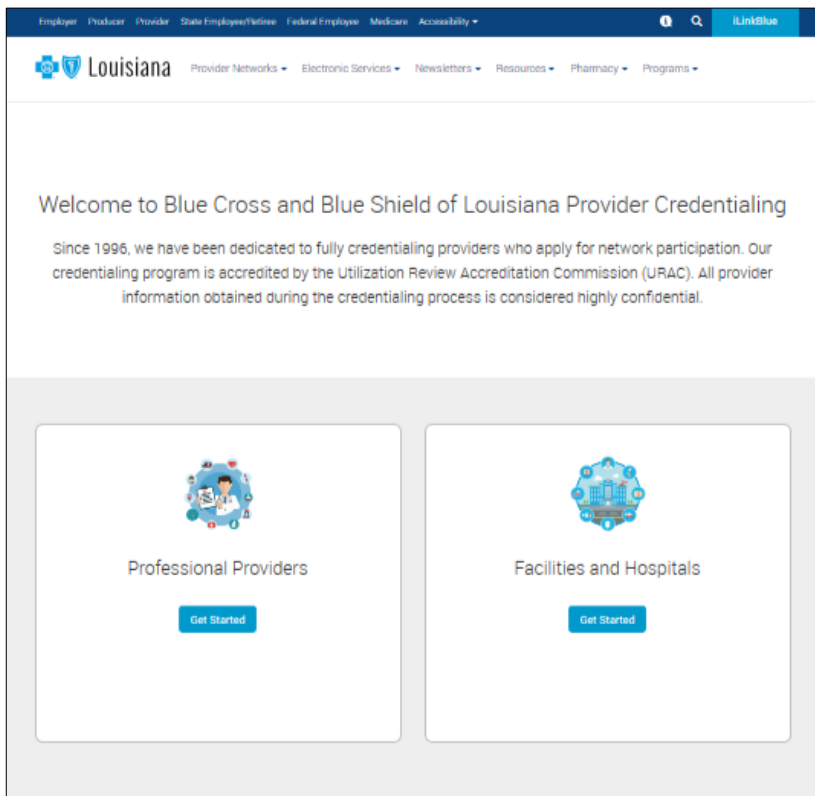 Employer Producer Provider State Employee/Retiree Federal Employee Medicare Accessibility iLinkBlue
Louisiana Provider Networks Electronic Services Newsletters Resources Pharmacy Programs
Welcome to Blue Cross and Blue Shield of Louisiana Provider Credentialing
Since 1996, we have been dedicated to fully credentialing providers who apply for network participation. Our
credentialing program is accredited by the Utilization Review Accreditation Commission (URAC). All provider
information obtained during the credentialing process is considered highly confidential.
Professional Providers
Get Started
Facilities and Hospitals
Get Started